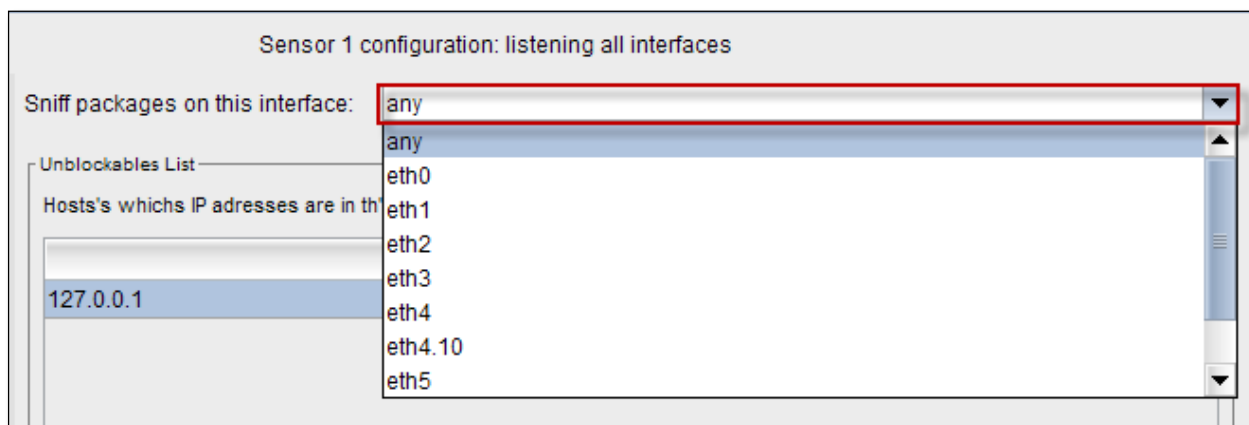 Sensor 1 configuration: listening all interfaces
Sniff packages on this interface: any
any
Unblockables List
eth0
Hosts's whichs IP adresses are in th'
eth1
eth2
eth3
127.0.0.1
eth4
eth4.10
eth5